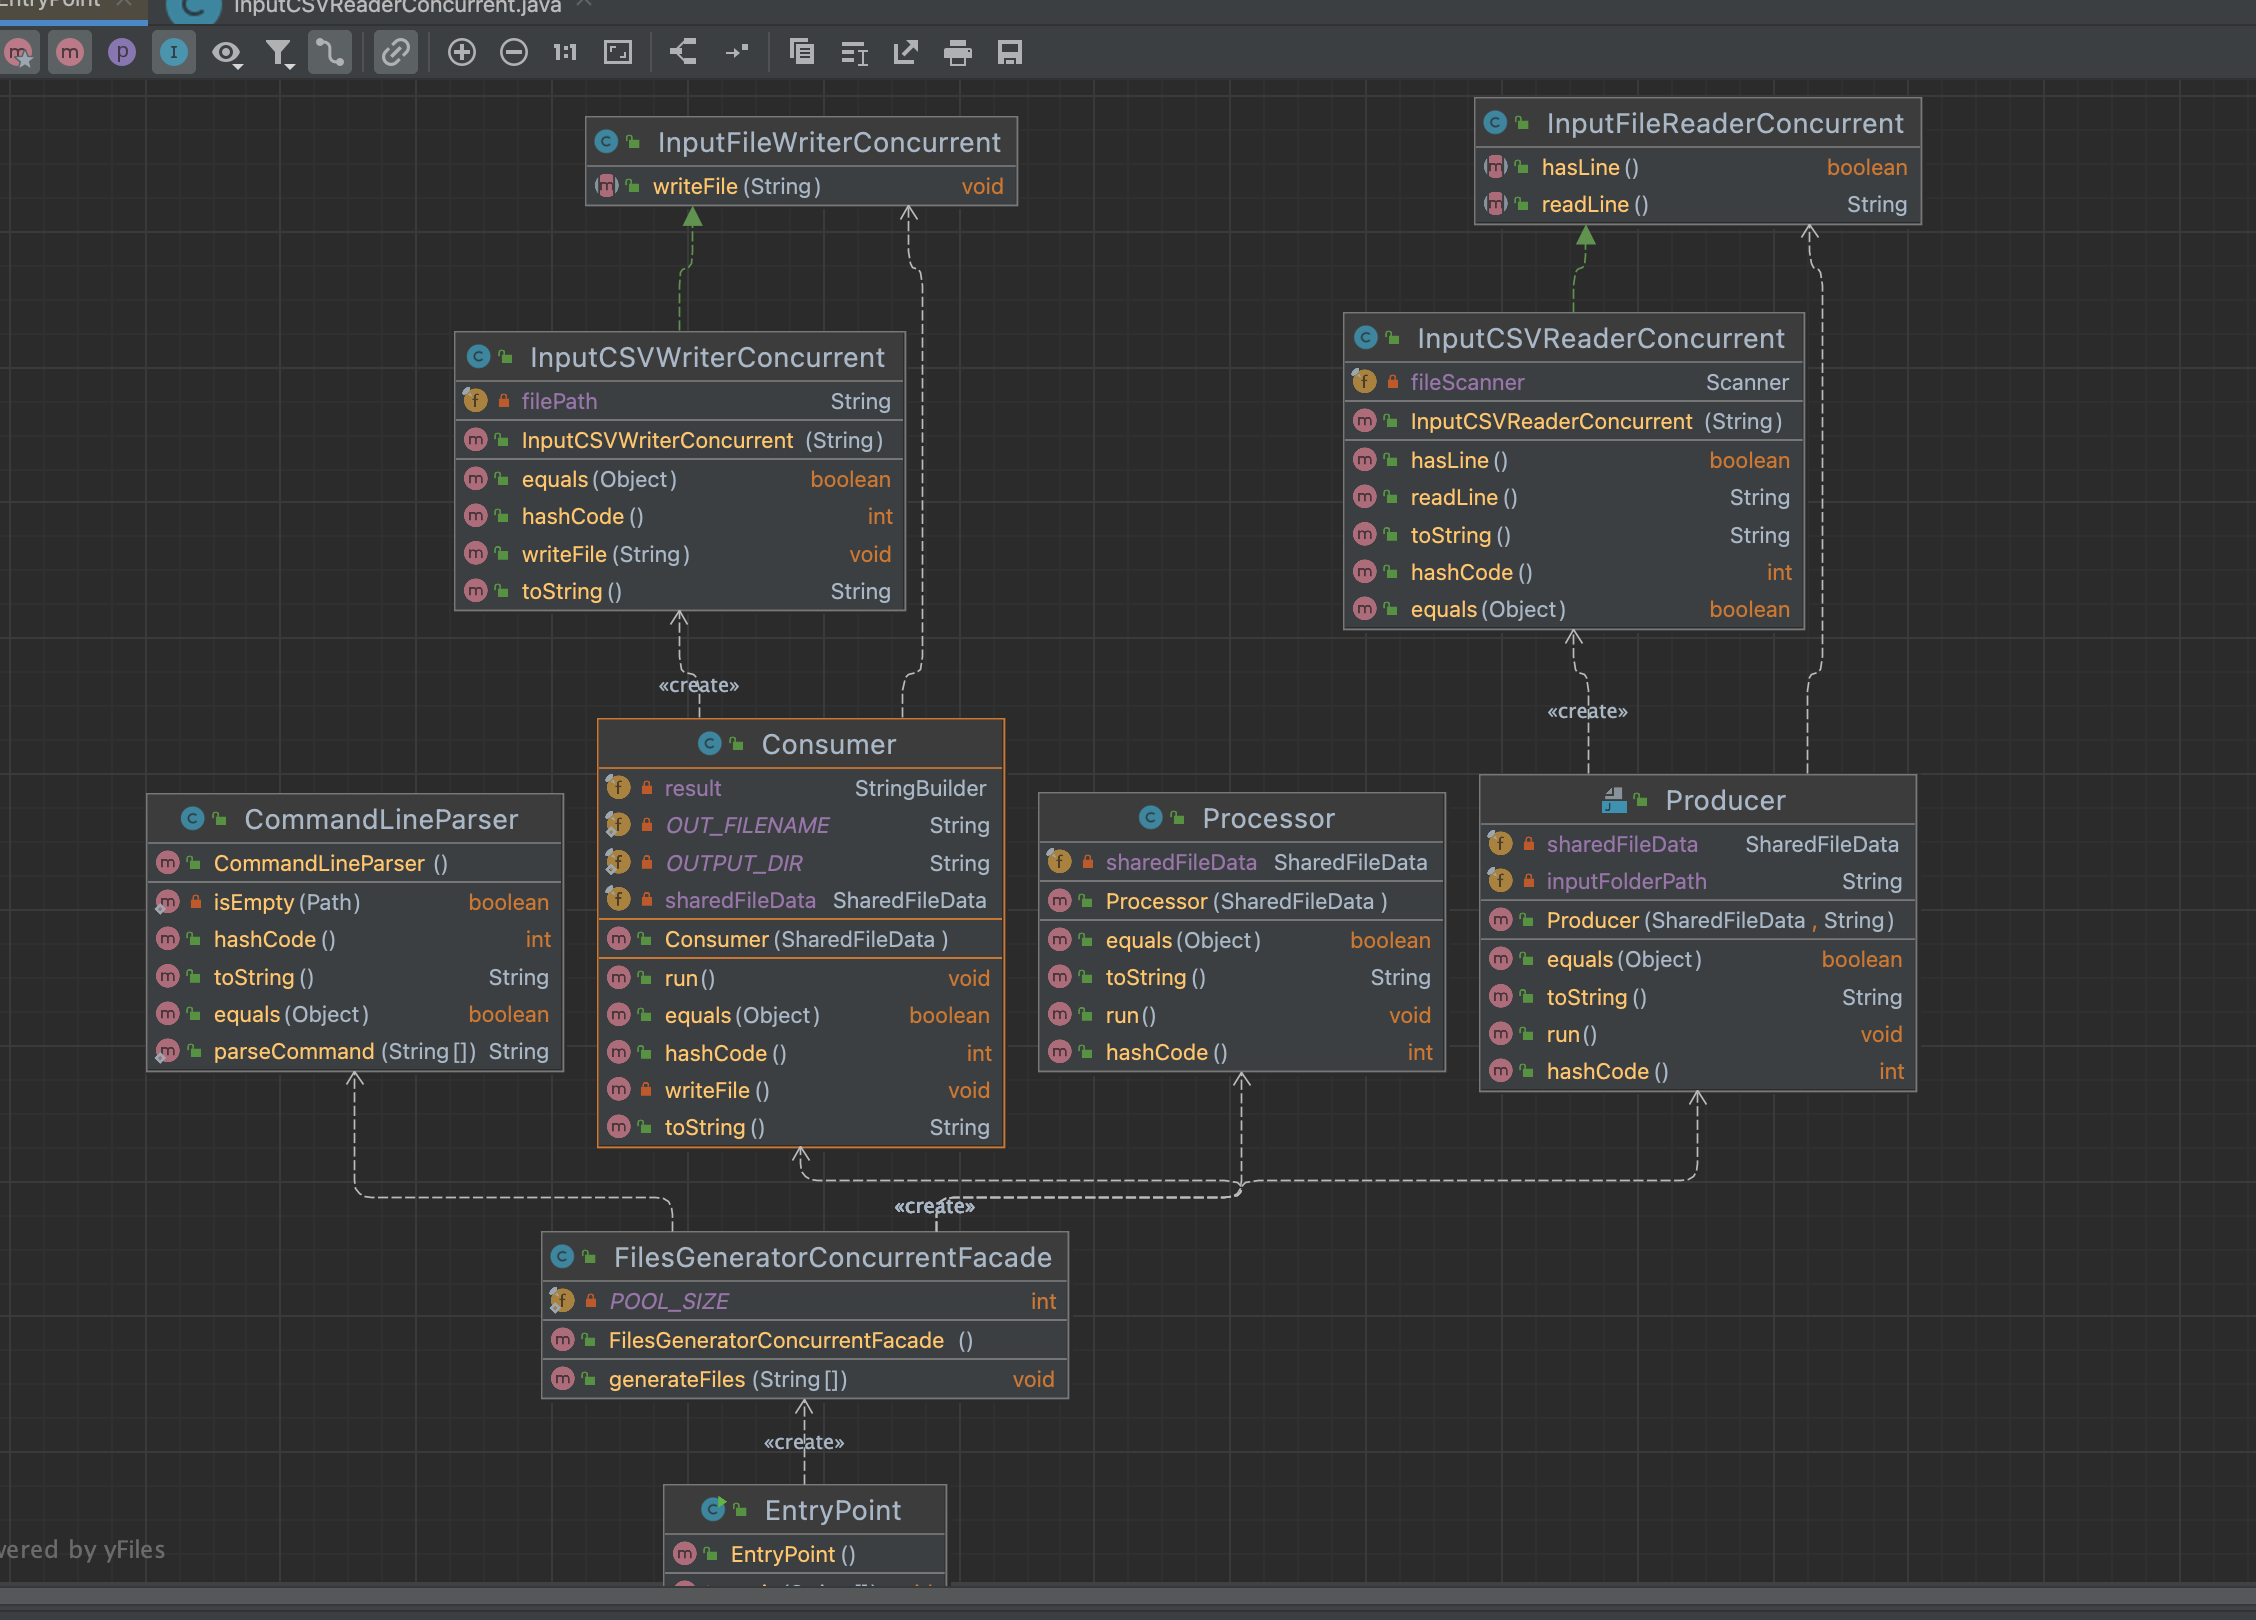 EntryPoint
InputCSVReaderConcurrent.java
1:1
InputFileWriterConcurrent
writeFile (String) void
InputFileReaderConcurrent
hasLine () boolean
readLine () String
InputCSVWriterConcurrent
filePath String
InputCSVWriterConcurrent (String)
equals (Object) boolean
hashCode () int
writeFile (String) void
toString () String
InputCSVReaderConcurrent
fileScanner Scanner
InputCSVReaderConcurrent (String)
hasLine () boolean
readLine () String
toString () String
hashCode () int
equals (Object) boolean
«create»
«create»
CommandLineParser
CommandLineParser ()
isEmpty (Path) boolean
hashCode () int
toString () String
equals (Object) boolean
parseCommand (String[]) String
Consumer
result StringBuilder
OUT_FILENAME String
OUTPUT_DIR String
sharedFileData SharedFileData
Consumer (SharedFileData )
run() void
equals (Object) boolean
hashCode () int
writeFile () void
toString () String
Processor
sharedFileData SharedFileData
Processor (SharedFileData )
equals (Object) boolean
toString () String
run() void
hashCode () int
Producer
sharedFileData SharedFileData
inputFolderPath String
Producer (SharedFileData , String)
equals (Object) boolean
toString () String
run() void
hashCode () int
«create»
FilesGeneratorConcurrentFacade
POOL_SIZE int
FilesGeneratorConcurrentFacade ()
generateFiles (String[]) void
«create»
EntryPoint
EntryPoint ()
by yFiles